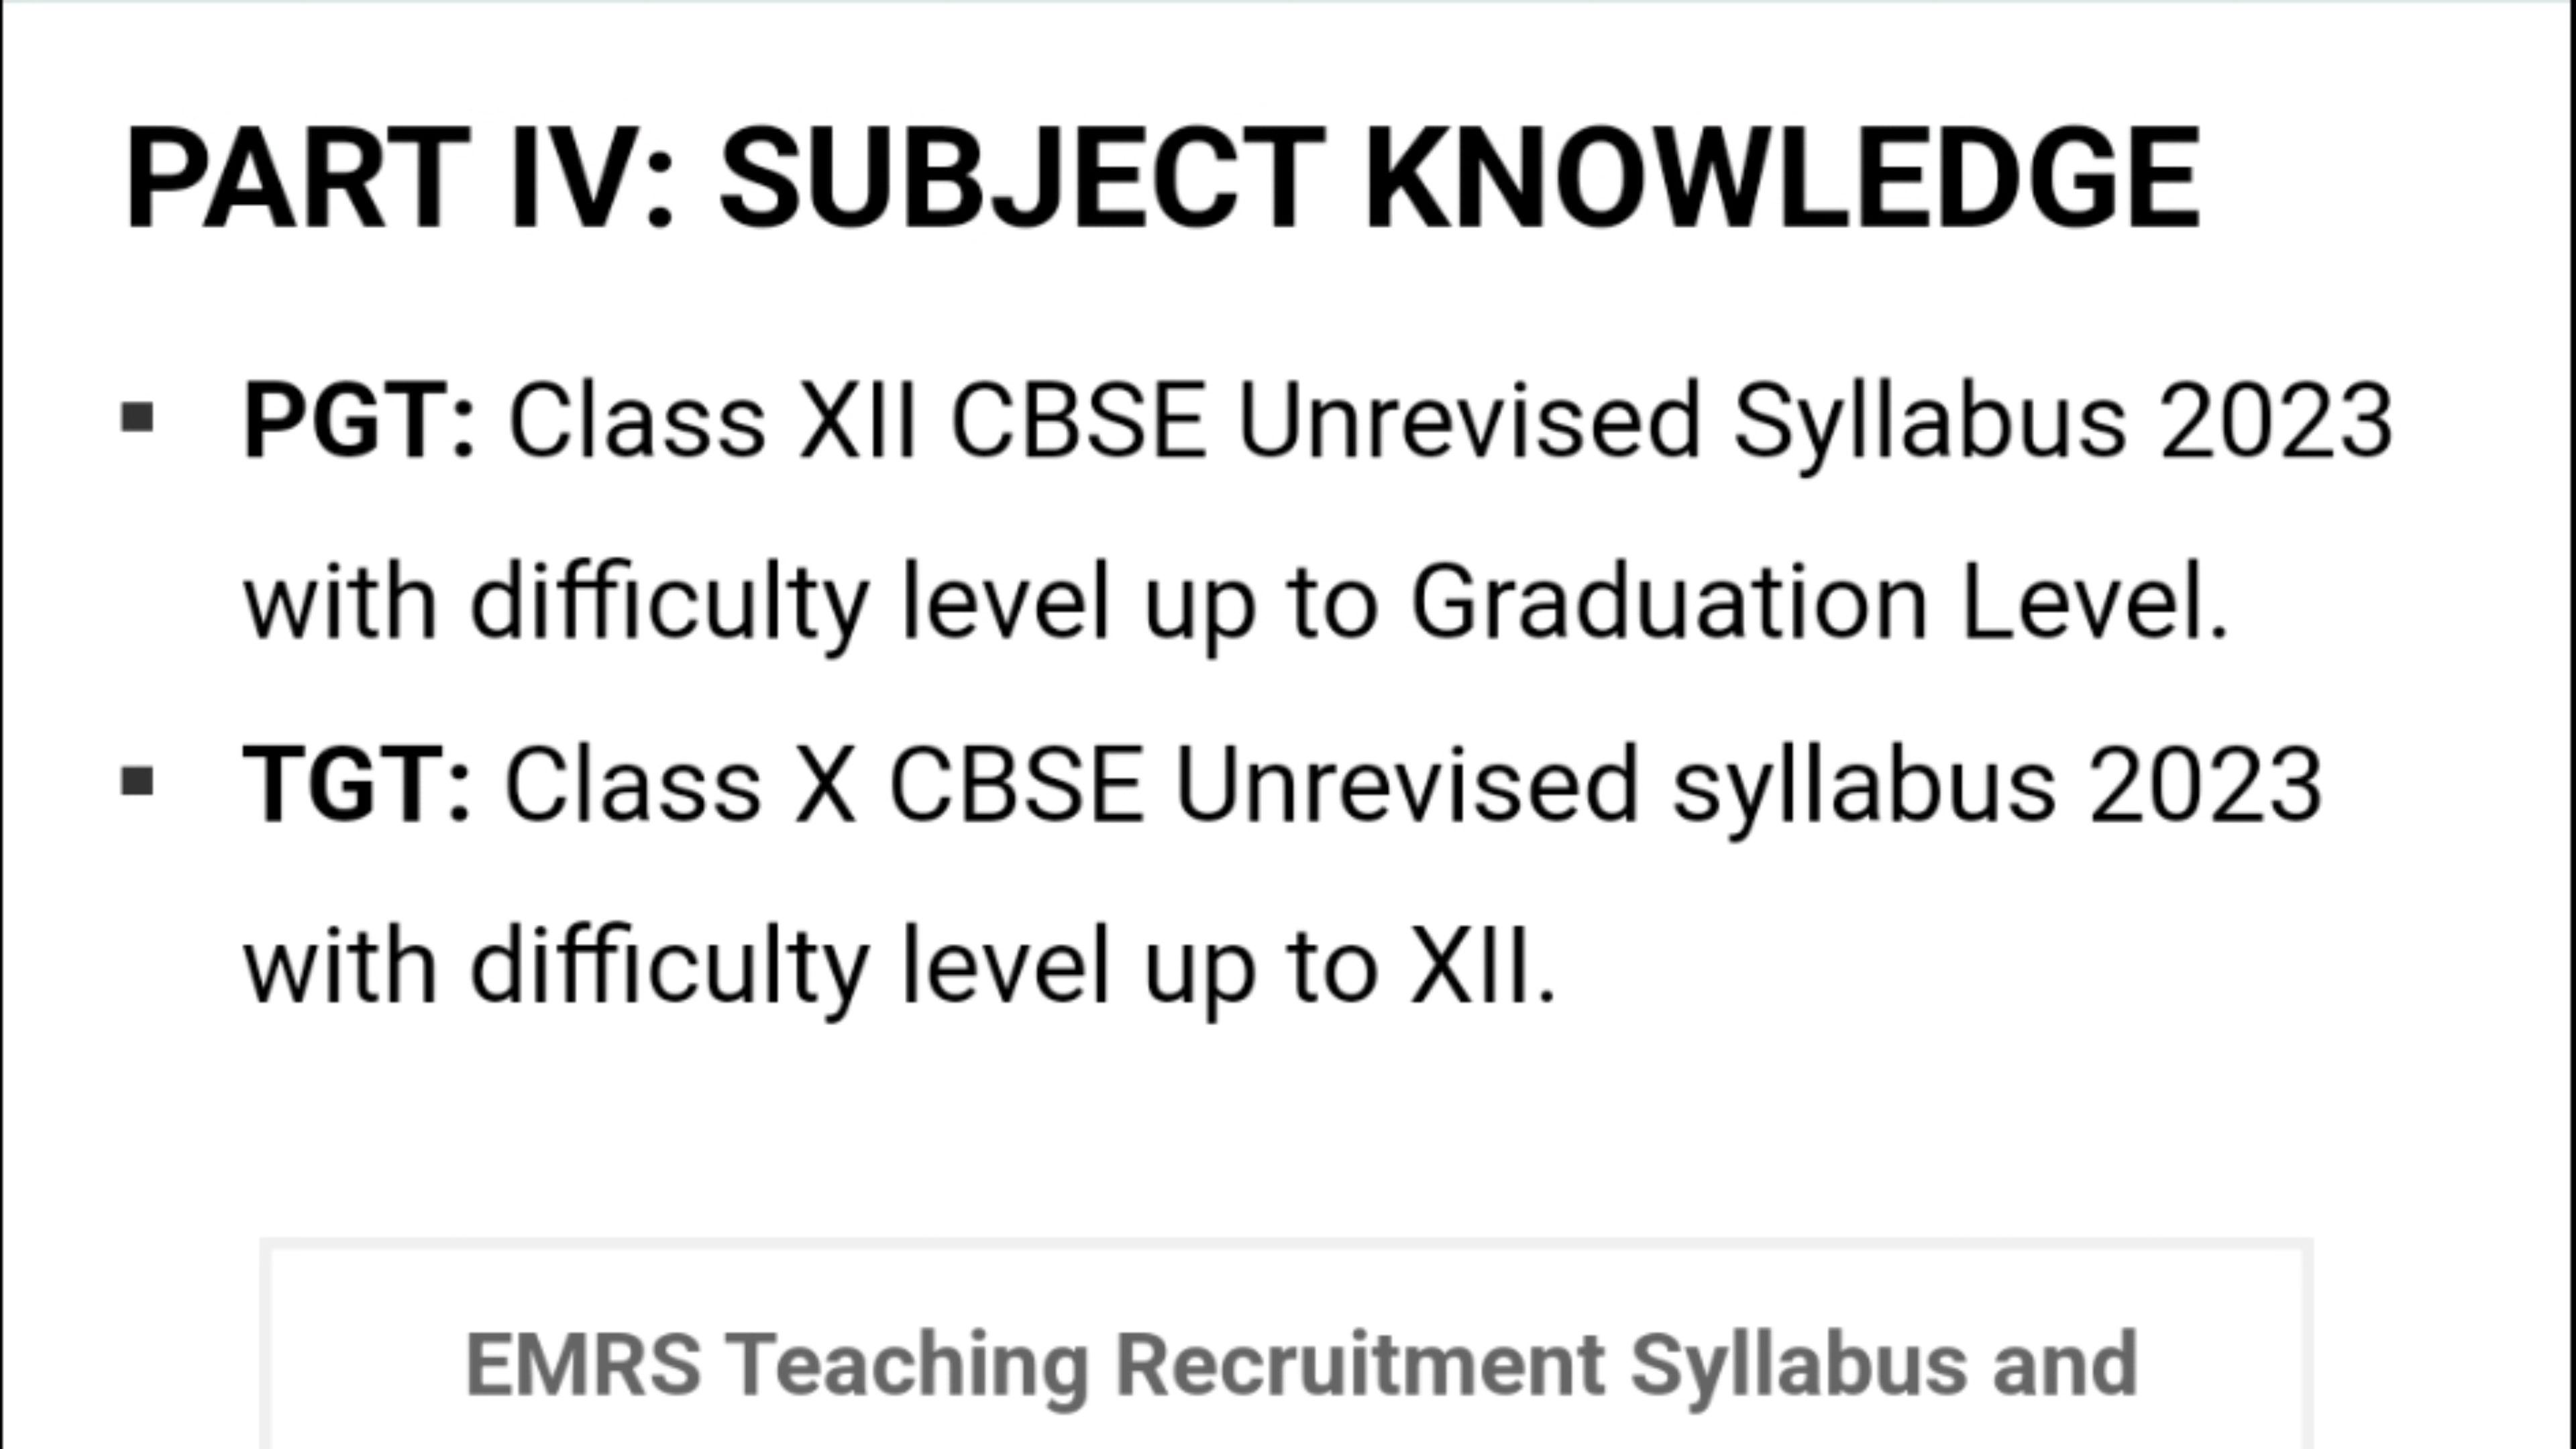 PART IV: SUBJECT KNOWLEDGE
▪ PGT: Class XII CBSE Unrevised Syllabus 2023
with difficulty level up to Graduation Level.
▪ TGT: Class X CBSE Unrevised syllabus 2023
with difficulty level up to XII.
EMRS Teaching Recruitment Syllabus and